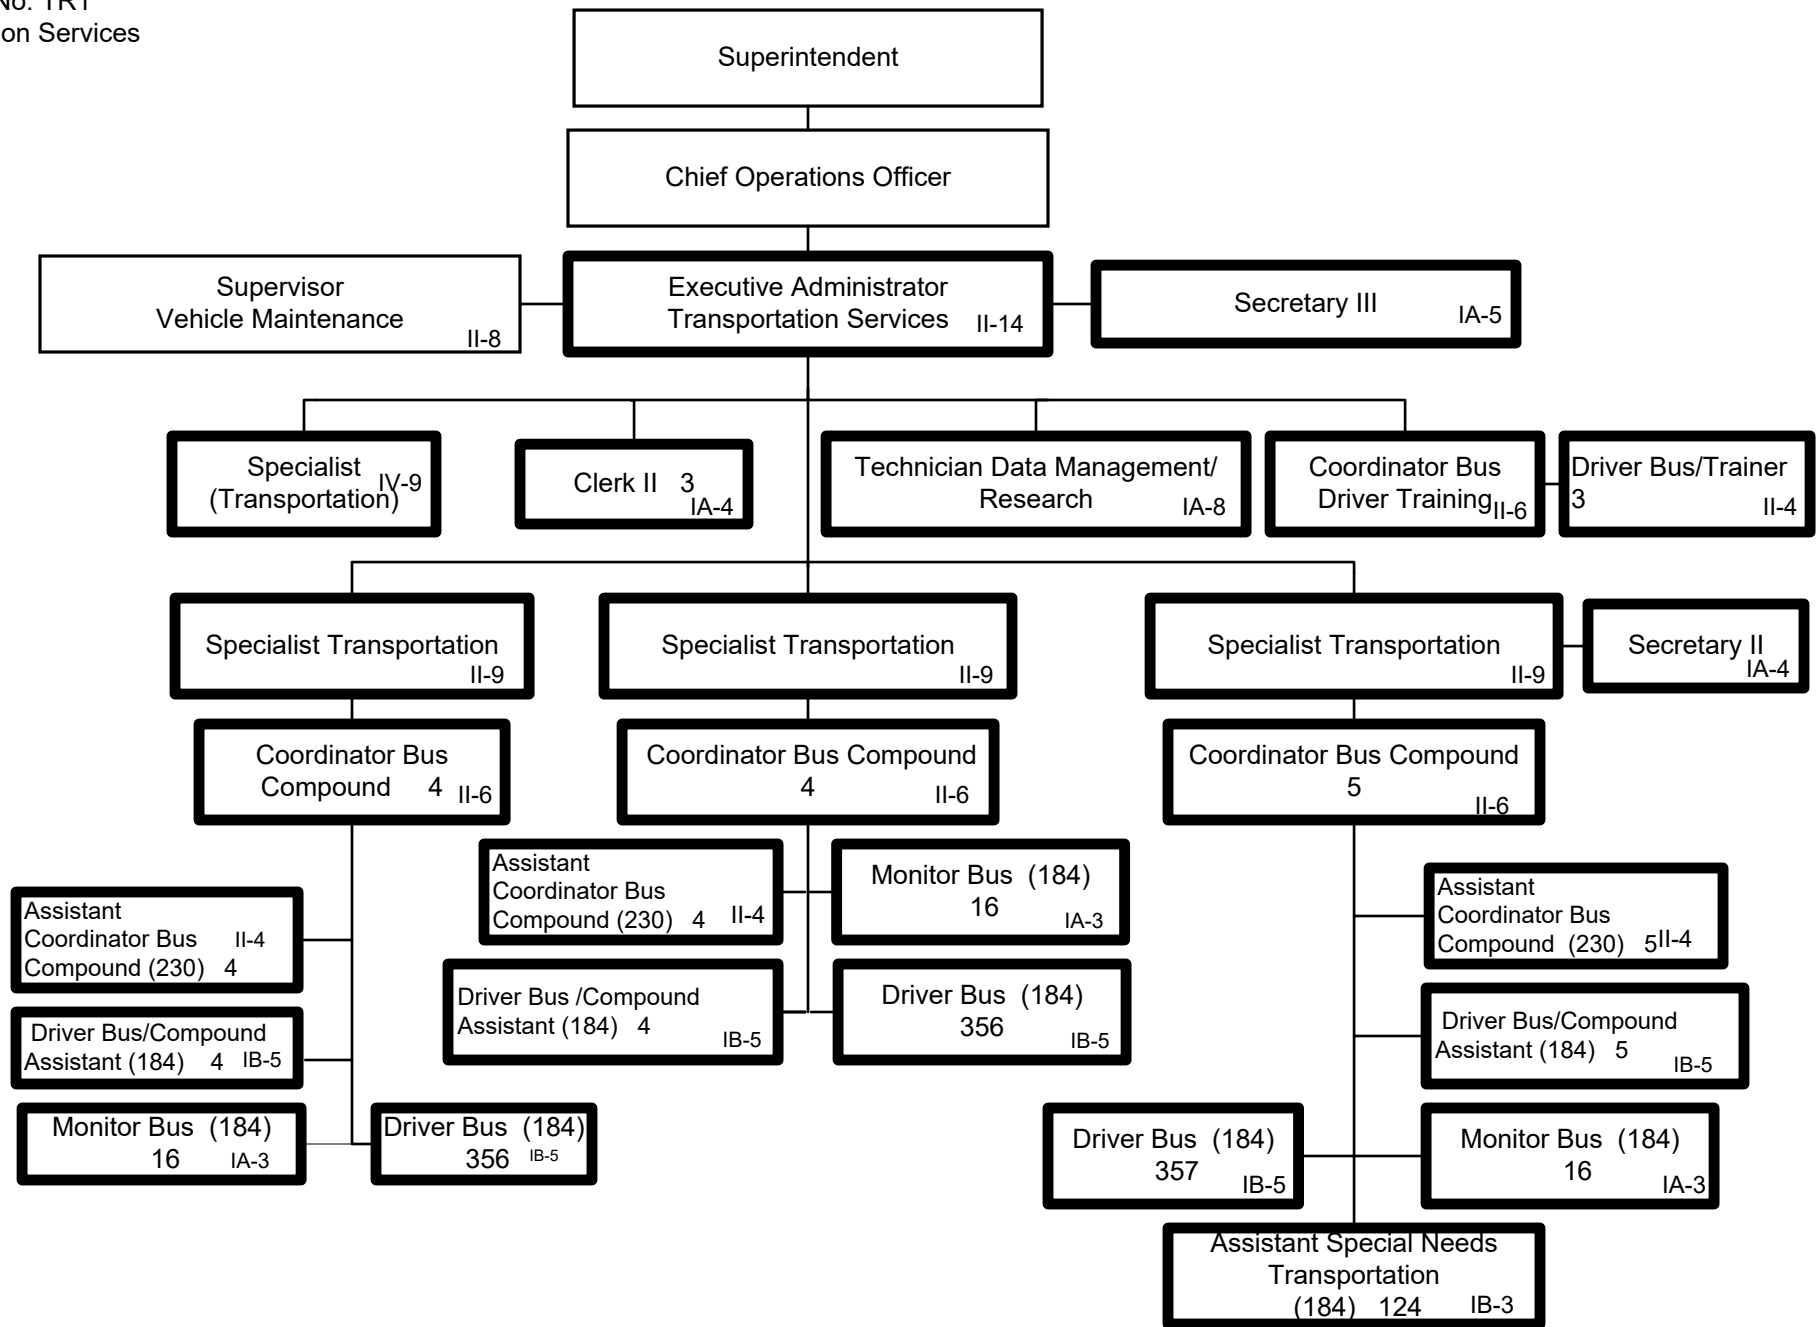 No. TRT
on Services
Superintendent
Chief Operations Officer
Supervisor
Vehicle Maintenance
II-8
Executive Administrator
Transportation Services II-14
Secretary III
IA-5
Specialist
(Transportation) IV-9
Clerk II 3
IA-4
Technician Data Management/
Research IA-8
Coordinator Bus
Driver Training II-6
Driver Bus/Trainer
3 II-4
Specialist Transportation
II-9
Specialist Transportation
II-9
Specialist Transportation
II-9
Secretary II
IA-4
Coordinator Bus
Compound 4 II-6
Coordinator Bus Compound
4 II-6
Coordinator Bus Compound
5
II-6
Assistant
Coordinator Bus II-4
Compound (230) 4
Driver Bus/Compound
Assistant (184) 4 IB-5
Monitor Bus (184)
16 IA-3
Driver Bus (184)
356 IB-5
Assistant
Coordinator Bus
Compound (230) 4 II-4
Monitor Bus (184)
16
IA-3
Driver Bus /Compound
Assistant (184) 4
IB-5
Driver Bus (184)
356
IB-5
Assistant
Coordinator Bus
Compound (230) 5 II-4
Driver Bus/Compound
Assistant (184) 5
IB-5
Driver Bus (184)
357
IB-5
Monitor Bus (184)
16
IA-3
Assistant Special Needs
Transportation
(184) 124 IB-3